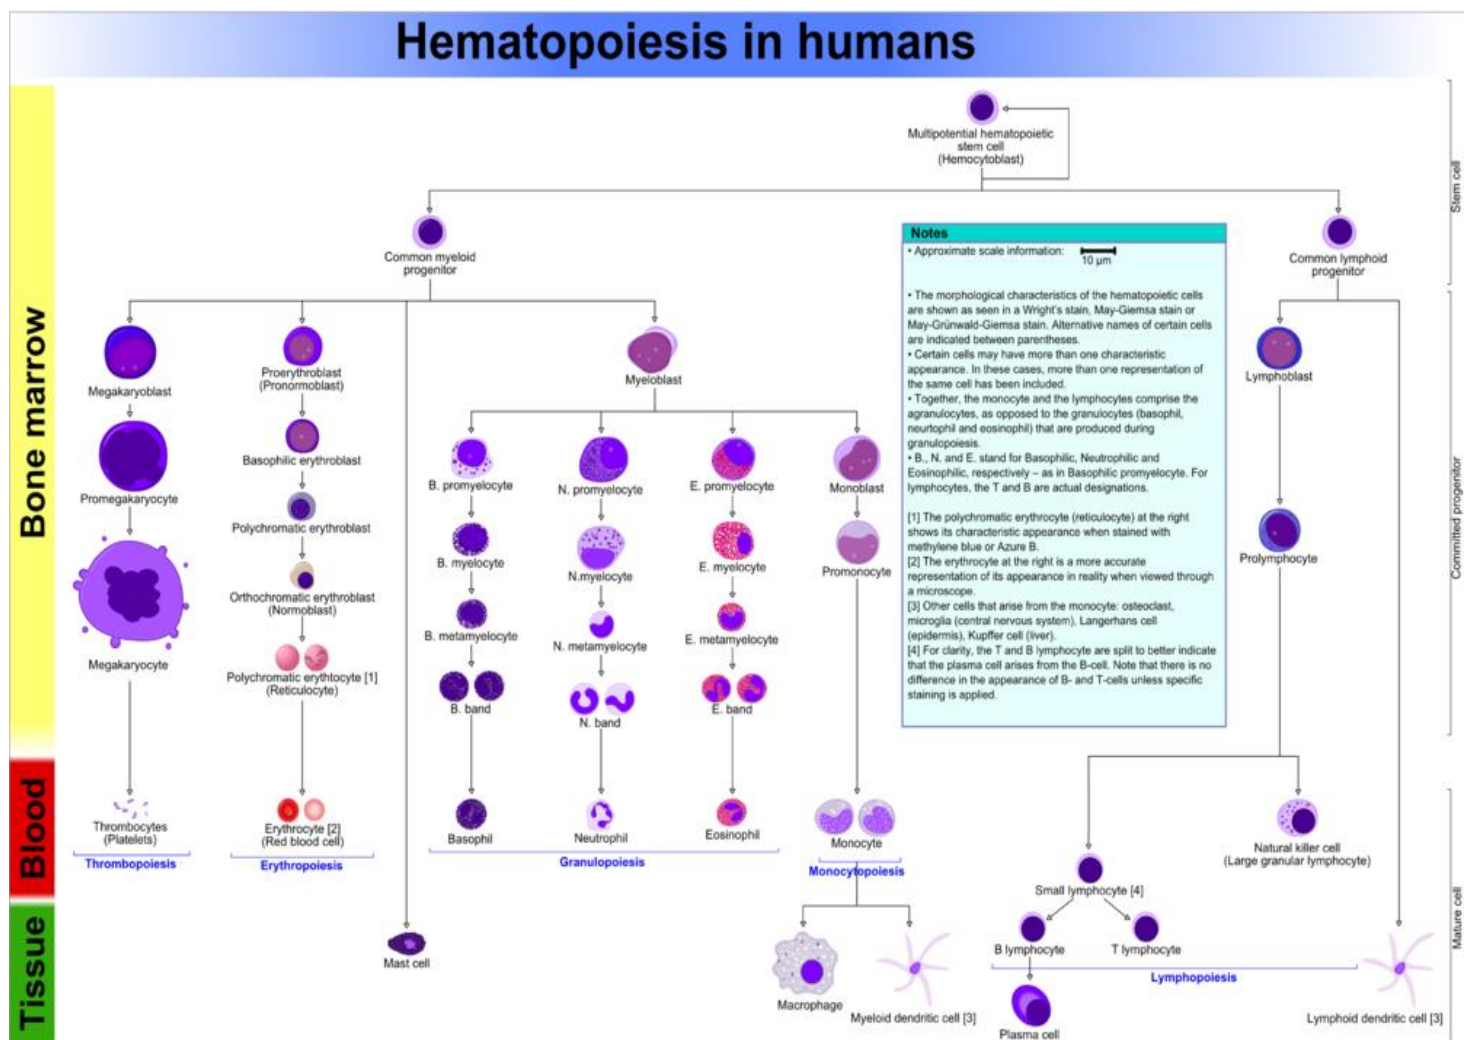 Hematopoiesis in humans
Bone marrow
Blood
Tissue
Stem cell
Committed progenitor
Mature cell
Multipotential hematopoietic
stem cell
(Hemocytoblast)
Common myeloid
progenitor
Common lymphoid
progenitor
Megakaryoblast
Promegakaryocyte
Megakaryocyte
Thrombocytes
(Platelets)
Thrombopoiesis
Proerythroblast
(Pronormoblast)
Basophilic erythroblast
Polychromatic erythroblast
Orthochromatic erythroblast
(Normoblast)
Polychromatic erythtocyte [1]
(Reticulocyte)
Erythrocyte [2]
(Red blood cell)
Erythropoiesis
Mast cell
Myeloblast
B. promyelocyte
B. myelocyte
B. metamyelocyte
B. band
Basophil
N. promyelocyte
N.myelocyte
N. metamyelocyte
N. band
Neutrophil
E. promyelocyte
E. myelocyte
E. metamyelocyte
E. band
Eosinophil
Granulopoiesis
Monoblast
Promonocyte
Monocyte
Monocytopoiesis
Macrophage
Myeloid dendritic cell [3]
Notes
• Approximate scale information:
10 µm
• The morphological characteristics of the hematopoietic cells
are shown as seen in a Wright's stain, May-Giemsa stain or
May-Grünwald-Giemsa stain. Alternative names of certain cells
are indicated between parentheses.
• Certain cells may have more than one characteristic
appearance. In these cases, more than one representation of
the same cell has been included.
• Together, the monocyte and the lymphocytes comprise the
agranulocytes, as opposed to the granulocytes (basophil,
neurtophil and eosinophil) that are produced during
granulopoiesis.
• B., N. and E. stand for Basophilic, Neutrophilic and
Eosinophilic, respectively – as in Basophilic promyelocyte. For
lymphocytes, the T and B are actual designations.
[1] The polychromatic erythrocyte (reticulocyte) at the right
shows its characteristic appearance when stained with
methylene blue or Azure B.
[2] The erythrocyte at the right is a more accurate
representation of its appearance in reality when viewed through
a microscope.
[3] Other cells that arise from the monocyte: osteoclast,
microglia (central nervous system), Langerhans cell
(epidermis), Kupffer cell (liver).
[4] For clarity, the T and B lymphocyte are split to better indicate
that the plasma cell arises from the B-cell. Note that there is no
difference in the appearance of B- and T-cells unless specific
staining is applied.
Lymphoblast
Prolymphocyte
Natural killer cell
(Large granular lymphocyte)
Small lymphocyte [4]
B lymphocyte
T lymphocyte
Lymphopoiesis
Plasma cell
Lymphoid dendritic cell [3]